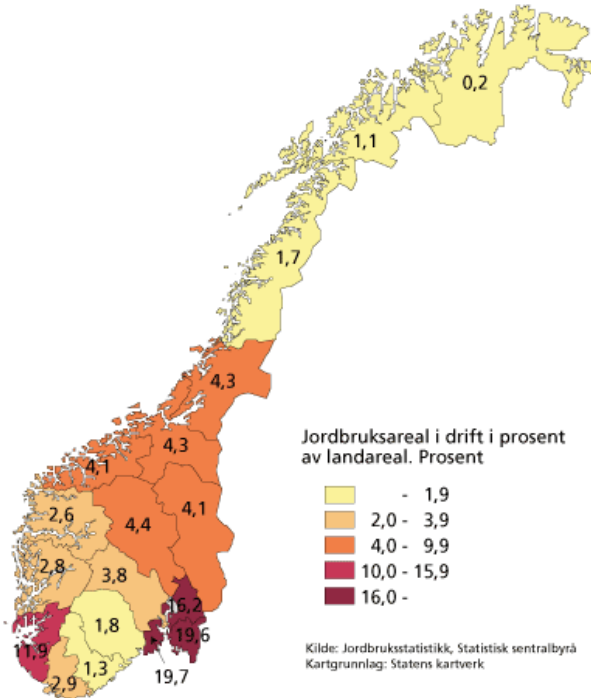 0,2
1,1
1,7
4,3
4,3
4,1
4,1
4,4
2,6
2,8
3,8
16,2
1,8
19,6
11,9
1,3
19,7
2,9
Jordbruksareal i drift i prosent
av landareal. Prosent
- 1,9
2,0 - 3,9
4,0 - 9,9
10,0 - 15,9
16,0 -
Kilde: Jordbruksstatistikk, Statistisk sentralbyrå
Kartgrunnlag: Statens kartverk